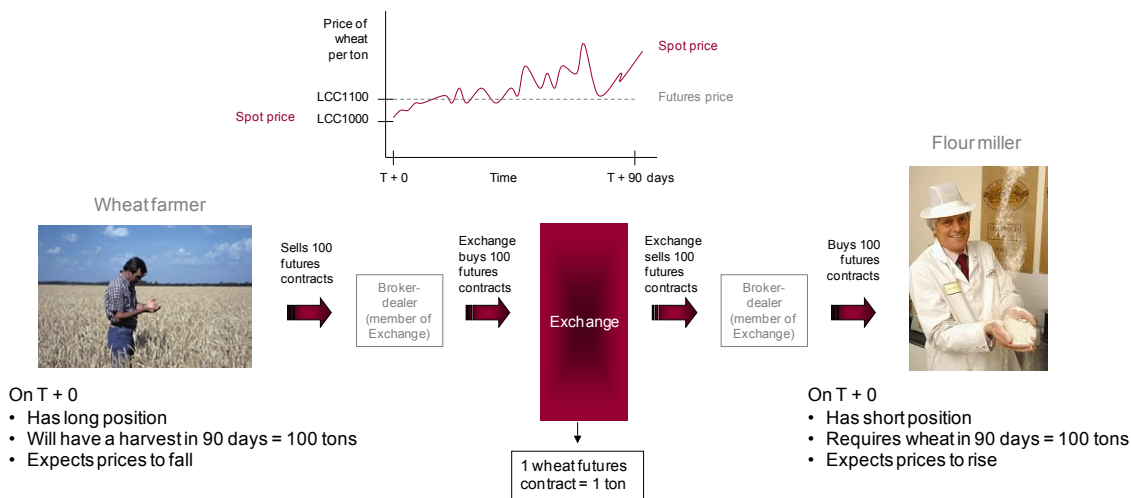 Price of
wheat
per ton
Spot price
LCC1100
Futures price
Spot price
LCC1000
T + 0
Time
T + 90 days
Wheat farmer
Flour miller
Sells 100
futures
contracts
Exchange
buys 100
futures
contracts
Exchange
sells 100
futures
contracts
Buys 100
futures
contracts
Broker-
dealer
(member of
Exchange)
Exchange
Broker-
dealer
(member of
Exchange)
On T + 0
• Has long position
• Will have a harvest in 90 days = 100 tons
• Expects prices to fall
On T + 0
• Has short position
• Requires wheat in 90 days = 100 tons
• Expects prices to rise
1 wheat futures
contract = 1 ton